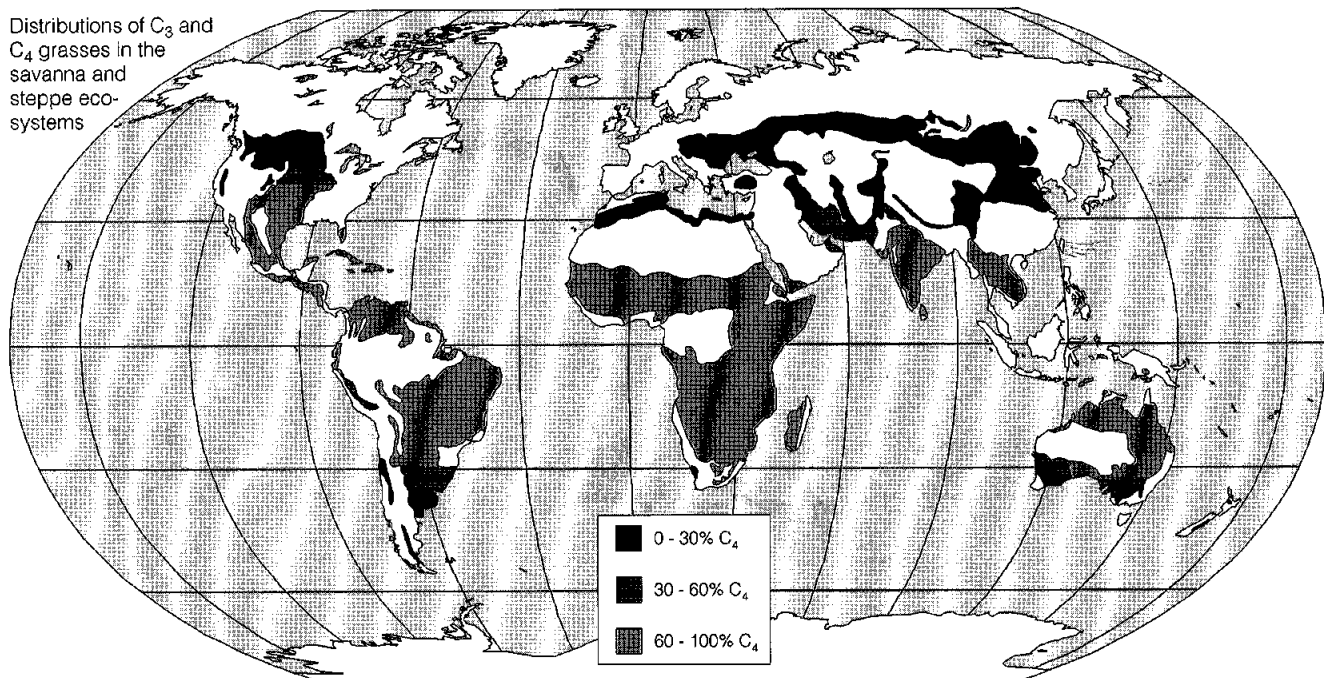 Distributions of C₃ and
C₄ grasses in the
savanna and
steppe eco-
systems
0 - 30% C₄
30 - 60% C₄
60 - 100% C₄